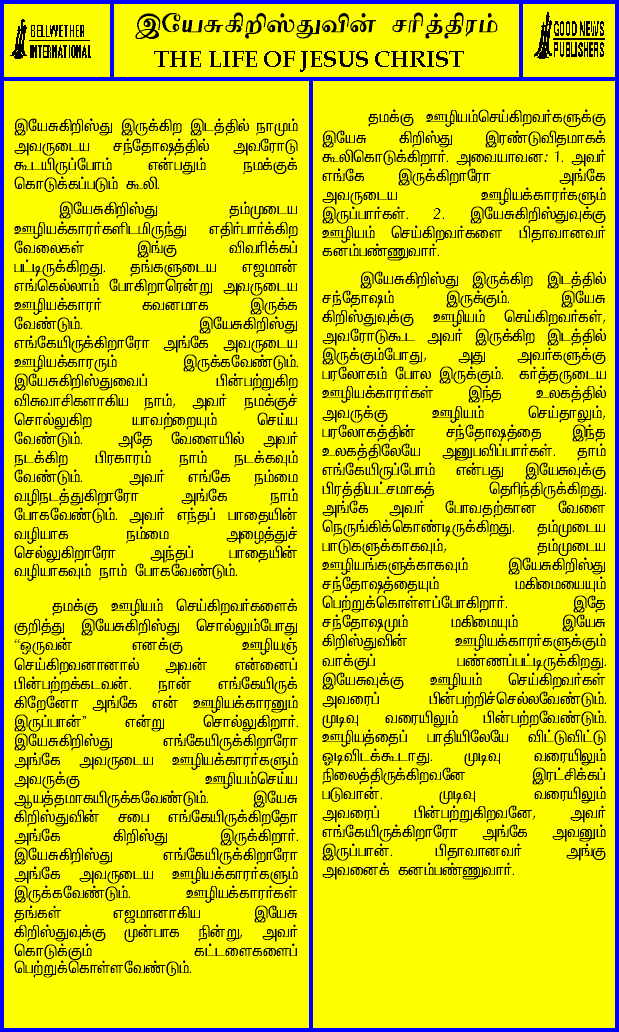 BELLWETHER
INTERNATIONAL
இயேசுகிறிஸ்துவின் சரித்திரம்
THE LIFE OF JESUS CHRIST
GOOD NEWS
PUBLISHERS
இயேசுகிறிஸ்து இருக்கிற இடத்தில் நாமும்
அவருடைய சந்தோஷத்தில் அவரோடு
கூடயிருப்போம் என்பதும் நமக்குக்
கொடுக்கப்படும் கூலி.
இயேசுகிறிஸ்து தம்முடைய
ஊழியக்காரர்களிடமிருந்து எதிர்பார்க்கிற
வேலைகள் இங்கு விவரிக்கப்
பட்டிருக்கிறது. தங்களுடைய எஜமான்
எங்கெல்லாம் போகிறாரென்று அவருடைய
ஊழியக்காரர் கவனமாக இருக்க
வேண்டும். இயேசுகிறிஸ்து
எங்கேயிருக்கிறாரோ அங்கே அவருடைய
ஊழியக்காரரும் இருக்கவேண்டும்.
இயேசுகிறிஸ்துவைப் பின்பற்றுகிற
விசுவாசிகளாகிய நாம், அவர் நமக்குச்
சொல்லுகிற யாவற்றையும் செய்ய
வேண்டும். அதே வேளையில் அவர்
நடக்கிற பிரகாரம் நாம் நடக்கவும்
வேண்டும். அவர் எங்கே நம்மை
வழிநடத்துகிறாரோ அங்கே நாம்
போகவேண்டும். அவர் எந்தப் பாதையின்
வழியாக நம்மை அழைத்துச்
செல்லுகிறாரோ அந்தப் பாதையின்
வழியாகவும் நாம் போகவேண்டும்.
தமக்கு ஊழியம் செய்கிறவர்களைக்
குறித்து இயேசுகிறிஸ்து சொல்லும்போது
“ஒருவன் எனக்கு ஊழியஞ்
செய்கிறவனானால் அவன் என்னைப்
பின்பற்றக்கடவன். நான் எங்கேயிருக்
கிறேனோ அங்கே என் ஊழியக்காரனும்
இருப்பான்” என்று சொல்லுகிறார்.
இயேசுகிறிஸ்து எங்கேயிருக்கிறாரோ
அங்கே அவருடைய ஊழியக்காரர்களும்
அவருக்கு ஊழியம்செய்ய
ஆயத்தமாகயிருக்கவேண்டும். இயேசு
கிறிஸ்துவின் சபை எங்கேயிருக்கிறதோ
அங்கே கிறிஸ்து இருக்கிறார்.
இயேசுகிறிஸ்து எங்கேயிருக்கிறாரோ
அங்கே அவருடைய ஊழியக்காரர்களும்
இருக்கவேண்டும். ஊழியக்காரர்கள்
தங்கள் எஜமானாகிய இயேசு
கிறிஸ்துவுக்கு முன்பாக நின்று, அவர்
கொடுக்கும் கட்டளைகளைப்
பெற்றுக்கொள்ளவேண்டும்.
தமக்கு ஊழியம்செய்கிறவர்களுக்கு
இயேசு கிறிஸ்து இரண்டுவிதமாகக்
கூலிகொடுக்கிறார். அவையாவன: 1. அவர்
எங்கே இருக்கிறாரோ அங்கே
அவருடைய ஊழியக்காரர்களும்
இருப்பார்கள். 2. இயேசுகிறிஸ்துவுக்கு
ஊழியம் செய்கிறவர்களை பிதாவானவர்
கனம்பண்ணுவார்.
இயேசுகிறிஸ்து இருக்கிற இடத்தில்
சந்தோஷம் இருக்கும். இயேசு
கிறிஸ்துவுக்கு ஊழியம் செய்கிறவர்கள்,
அவரோடுகூட அவர் இருக்கிற இடத்தில்
இருக்கும்போது, அது அவர்களுக்கு
பரலோகம் போல இருக்கும். கர்த்தருடைய
ஊழியக்காரர்கள் இந்த உலகத்தில்
அவருக்கு ஊழியம் செய்தாலும்,
பரலோகத்தின் சந்தோஷத்தை இந்த
உலகத்திலேயே அனுபவிப்பார்கள். தாம்
எங்கேயிருப்போம் என்பது இயேசுவுக்கு
பிரத்தியட்சமாகத் தெரிந்திருக்கிறது.
அங்கே அவர் போவதற்கான வேளை
நெருங்கிக்கொண்டிருக்கிறது. தம்முடைய
பாடுகளுக்காகவும், தம்முடைய
ஊழியங்களுக்காகவும் இயேசுகிறிஸ்து
சந்தோஷத்தையும் மகிமையையும்
பெற்றுக்கொள்ளப்போகிறார். இதே
சந்தோஷமும் மகிமையும் இயேசு
கிறிஸ்துவின் ஊழியக்காரர்களுக்கும்
வாக்குப் பண்ணப்பட்டிருக்கிறது.
இயேசுவுக்கு ஊழியம் செய்கிறவர்கள்
அவரைப் பின்பற்றிச்செல்லவேண்டும்.
முடிவு வரையிலும் பின்பற்றவேண்டும்.
ஊழியத்தைப் பாதியிலேயே விட்டுவிட்டு
ஓடிவிடக்கூடாது. முடிவு வரையிலும்
நிலைத்திருக்கிறவனே இரட்சிக்கப்
படுவான். முடிவு வரையிலும்
அவரைப் பின்பற்றுகிறவனே, அவர்
எங்கேயிருக்கிறாரோ அங்கே அவனும்
இருப்பான். பிதாவானவர் அங்கு
அவனைக் கனம்பண்ணுவார்.